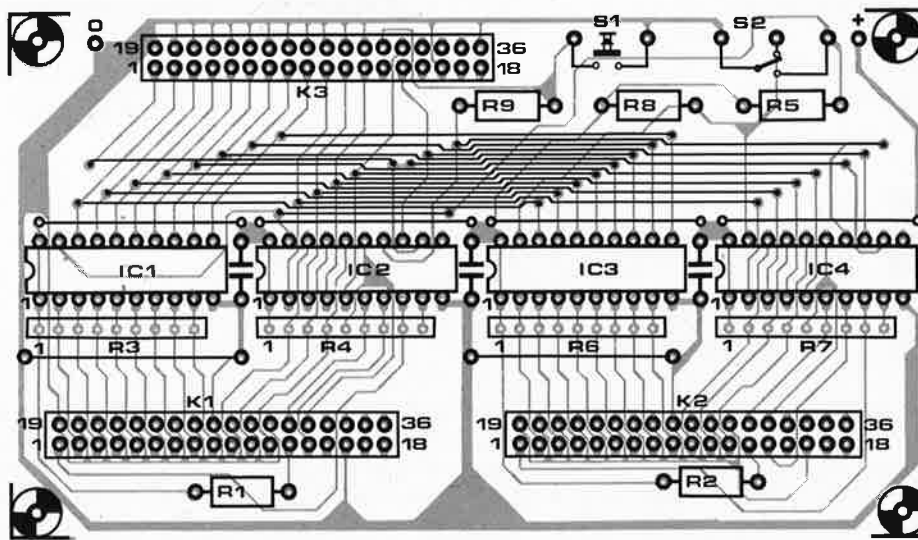 O S1 S2 +
19 36
1 18
K3
R9 R8 R5
IC1 IC2 IC3 IC4
1 1 1 1
1 R3 1 R4 1 R6 1 R7
K1 K2
19 36 19 36
1 18 1 18
R1 R2